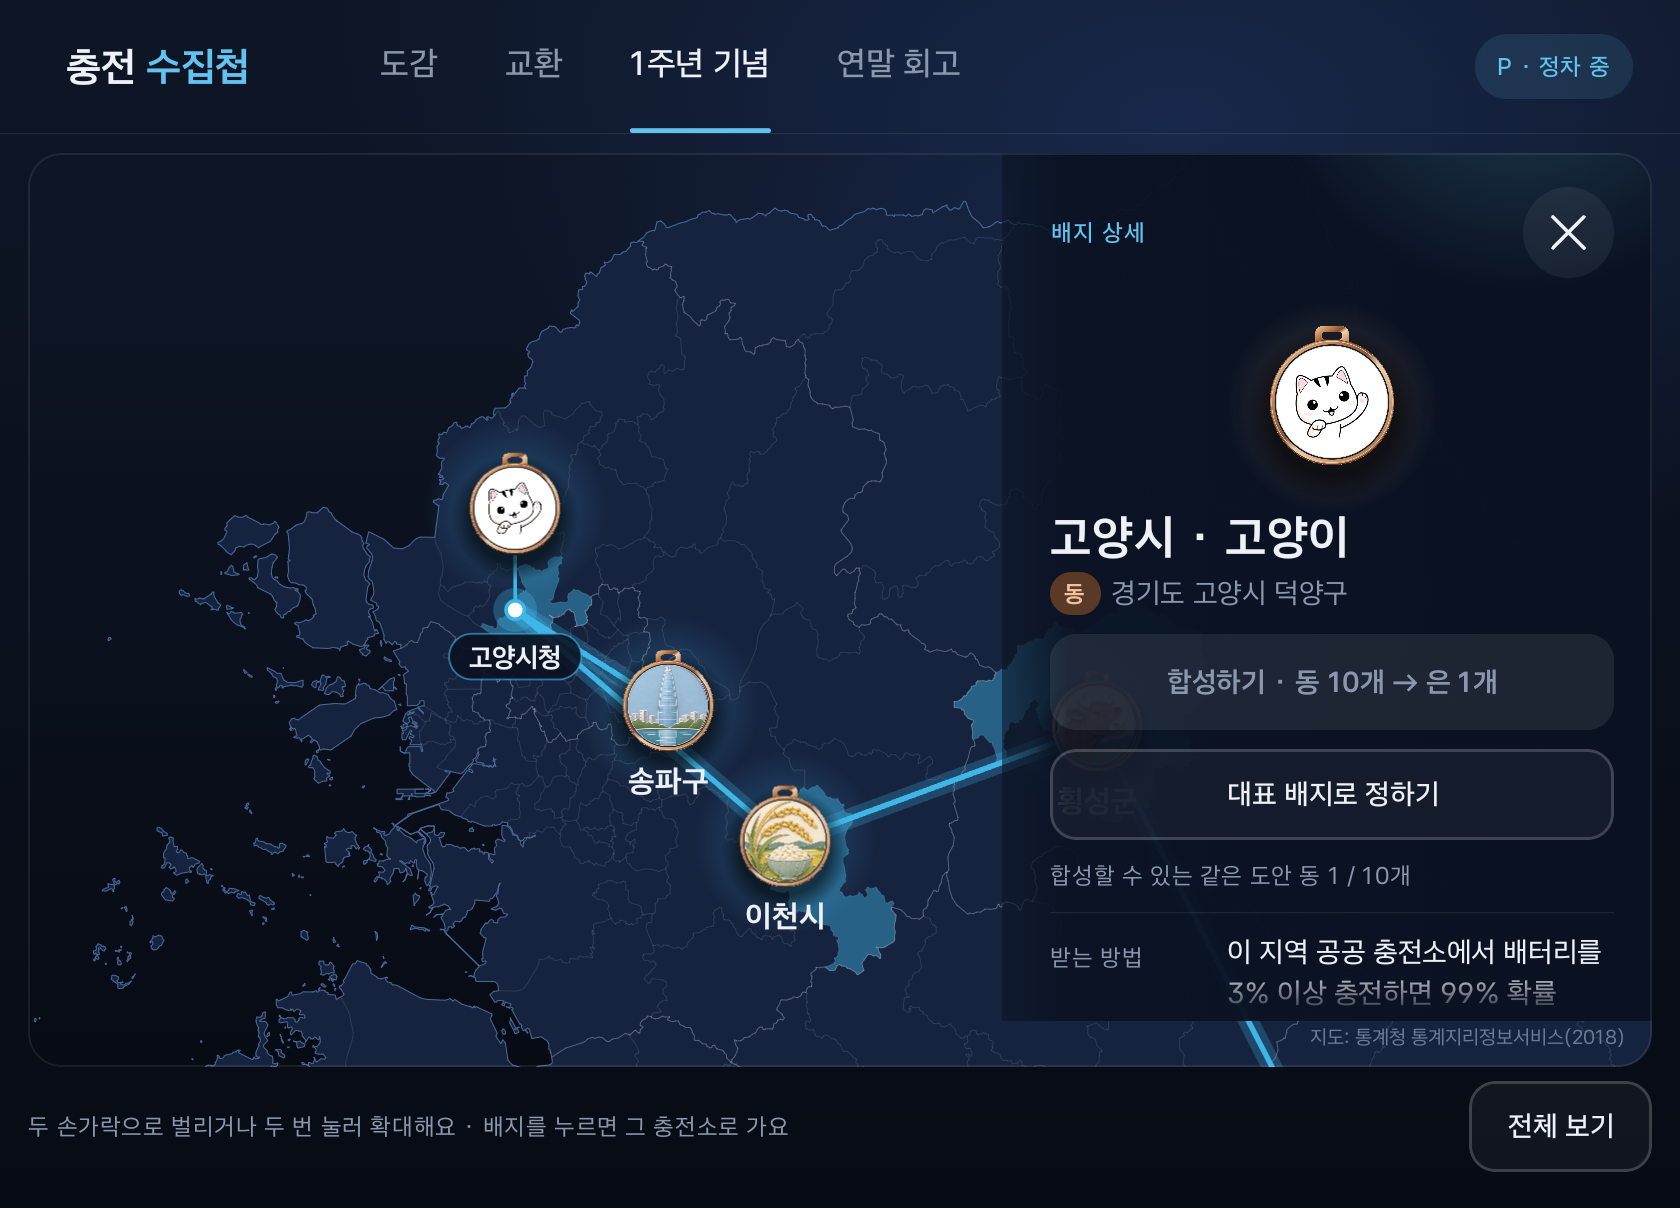 충전 수집첩
도감
교환
1주년 기념
연말 회고
P · 정차 중
배지 상세
고양시청
송파구
이천시
횡성군
고양시 · 고양이
동 경기도 고양시 덕양구
합성하기 · 동 10개 → 은 1개
대표 배지로 정하기
합성할 수 있는 같은 도안 동 1 / 10개
받는 방법
이 지역 공공 충전소에서 배터리를
3% 이상 충전하면 99% 확률
지도: 통계청 통계지리정보서비스(2018)
두 손가락으로 벌리거나 두 번 눌러 확대해요 · 배지를 누르면 그 충전소로 가요
전체 보기